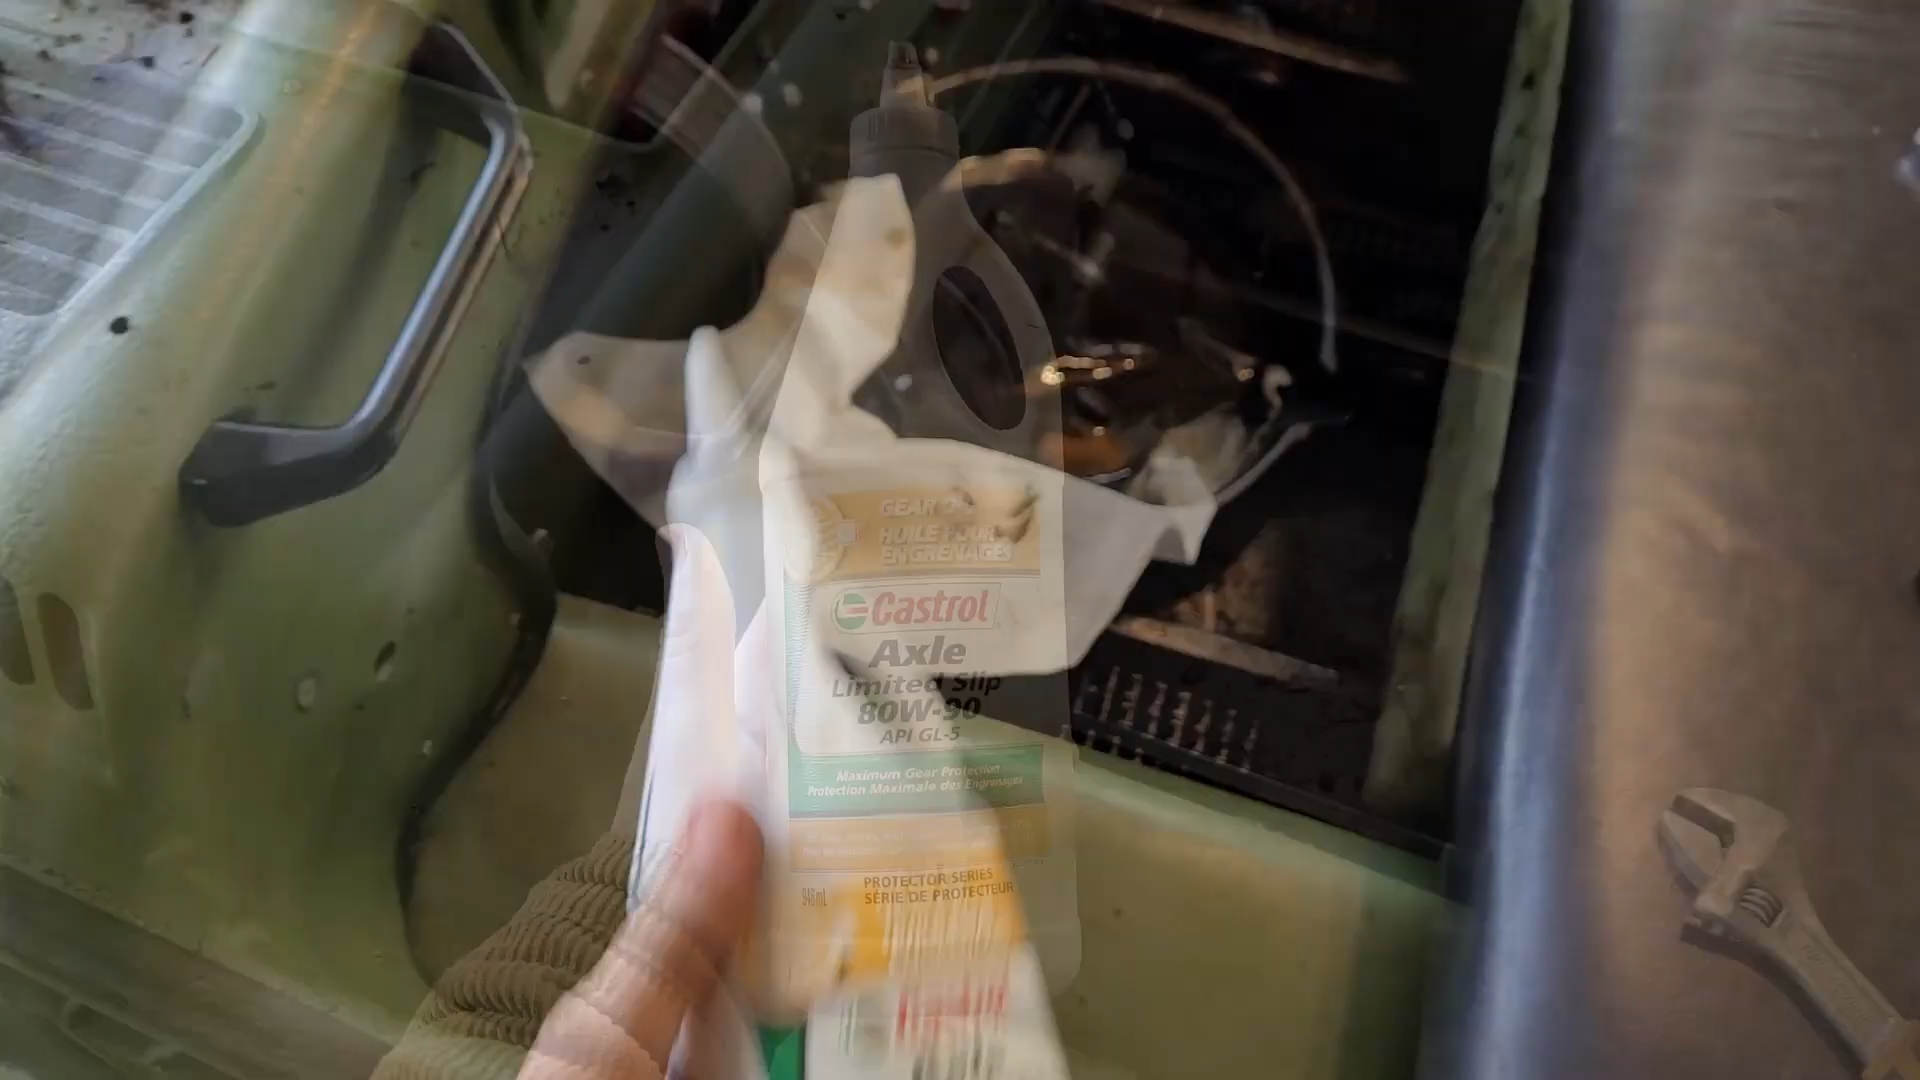 GEAR
HUILE POUR
ENGRENAGES
Castrol
Axle
Limited Slip
80W-90
API GL-5
Maximum Gear Protection
Protection Maximale des Engrenages
946mL
PROTECTOR SERIES
SÉRIE DE PROTECTEUR